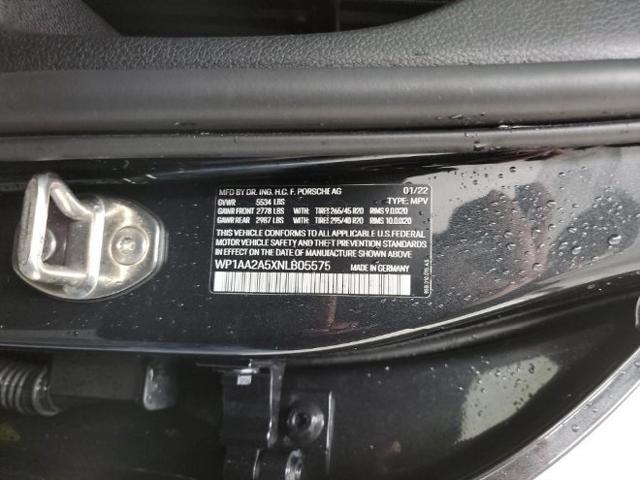 MFD BY DR. ING. H.C. F. PORSCHE AG 01/22
GVWR 5534 LBS TYPE: MPV
GAWR FRONT 2778 LBS WITH: TIRES 265/45 R20 RIMS 9.0JX20
GAWR REAR 2987 LBS WITH: TIRES 295/40 R20 RIMS 10.0JX20
THIS VEHICLE CONFORMS TO ALL APPLICABLE U.S. FEDERAL
MOTOR VEHICLE SAFETY AND THEFT PREVENTION STANDARDS
IN EFFECT ON THE DATE OF MANUFACTURE SHOWN ABOVE.
WP1AA2A5XNLB05575 MADE IN GERMANY